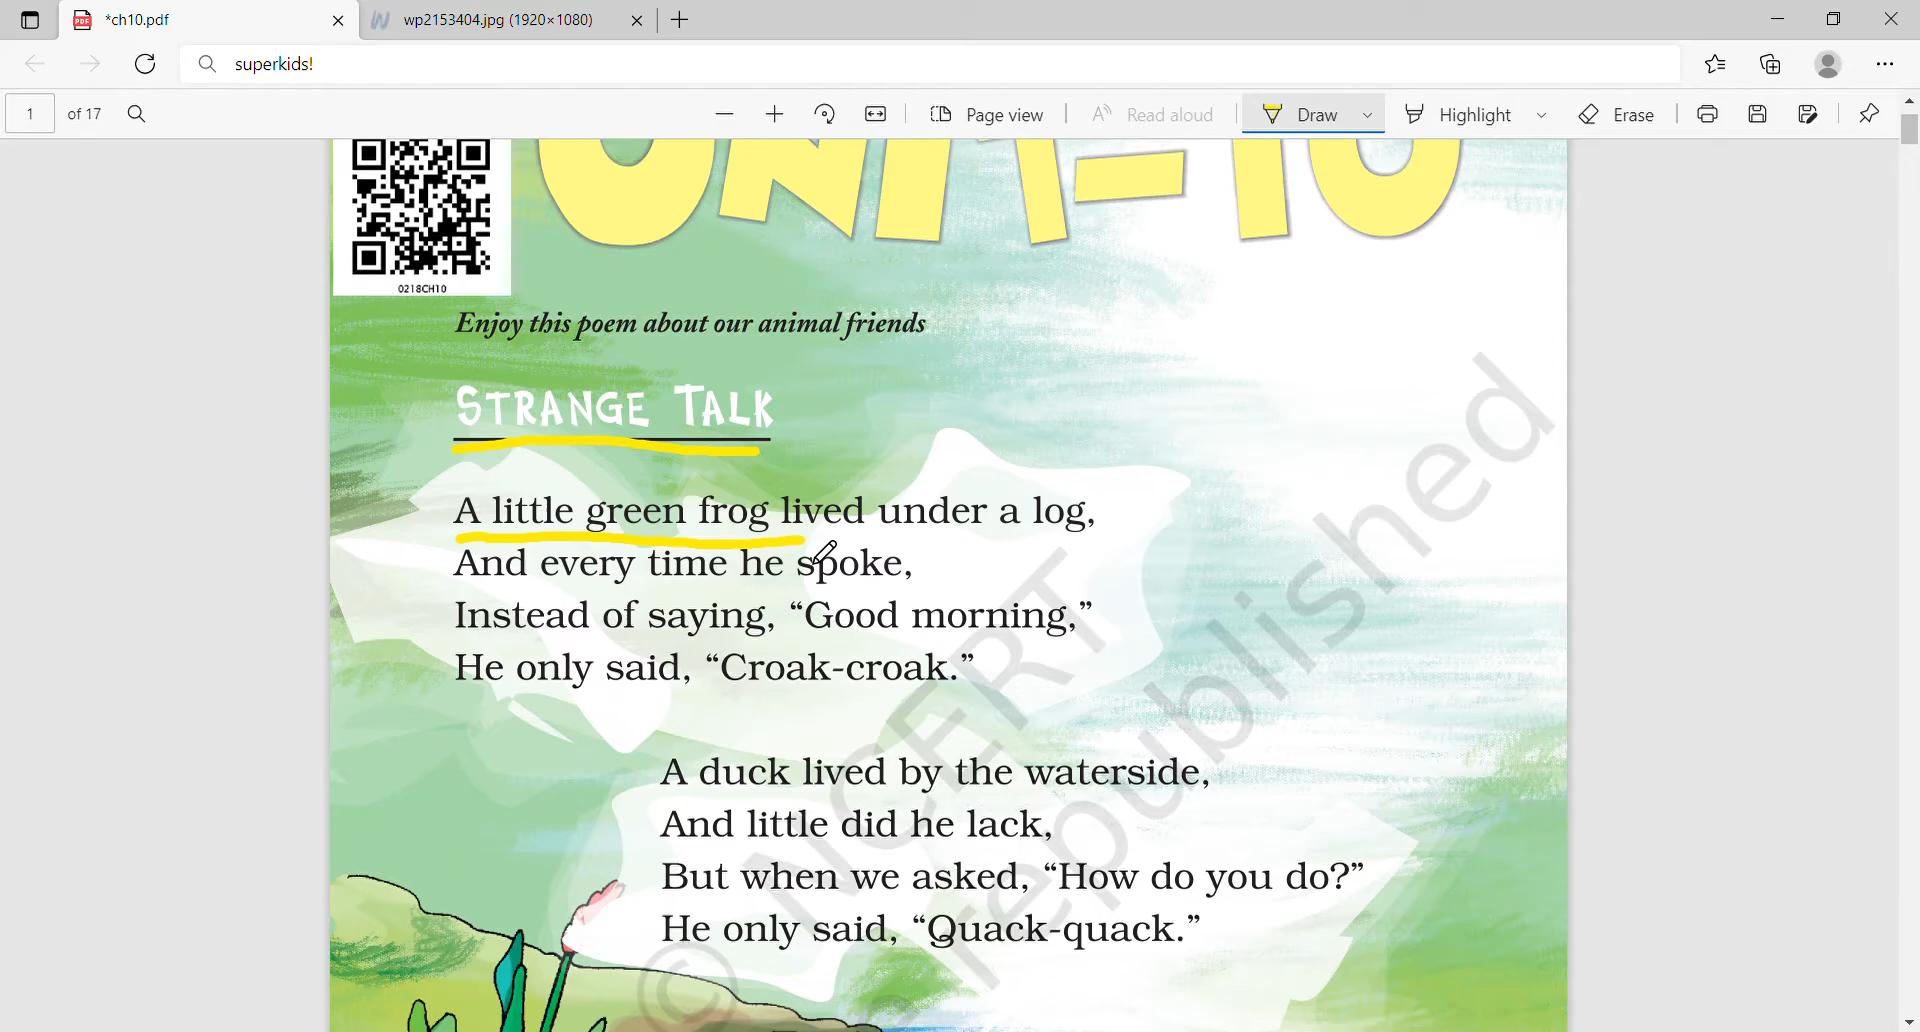 *ch10.pdf
wp2153404.jpg (1920×1080)
superkids!
1 of 17
Page view
Read aloud
Draw
Highlight
Erase
UNIT–10
0218CH10
Enjoy this poem about our animal friends
STRANGE TALK
A little green frog lived under a log,
And every time he spoke,
Instead of saying, “Good morning,”
He only said, “Croak-croak.”
A duck lived by the waterside,
And little did he lack,
But when we asked, “How do you do?”
He only said, “Quack-quack.”
© NCERT
republished